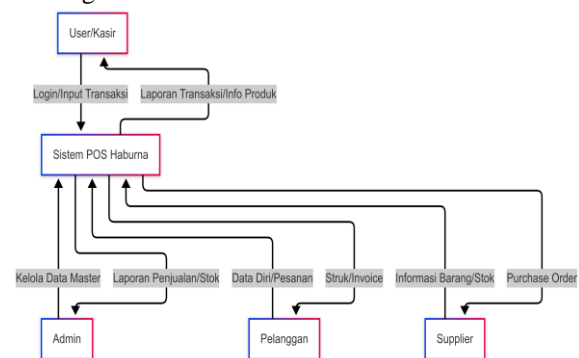 User/Kasir
Login/Input Transaksi
Laporan Transaksi/Info Produk
Sistem POS Haburna
Kelola Data Master
Laporan Penjualan/Stok
Data Diri/Pesanan
Struk/Invoice
Informasi Barang/Stok
Purchase Order
Admin
Pelanggan
Supplier